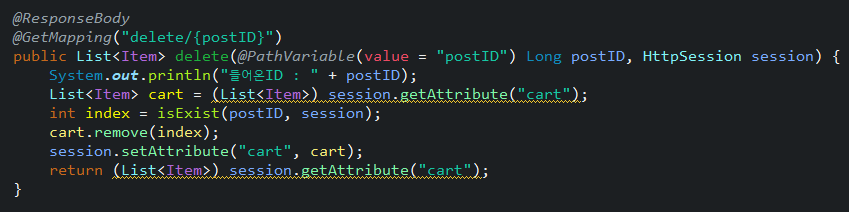 @ResponseBody
@GetMapping("delete/{postID}")
public List<Item> delete(@PathVariable(value = "postID") Long postID, HttpSession session) {
System.out.println("들어온ID : " + postID);
List<Item> cart = (List<Item>) session.getAttribute("cart");
int index = isExist(postID, session);
cart.remove(index);
session.setAttribute("cart", cart);
return (List<Item>) session.getAttribute("cart");
}